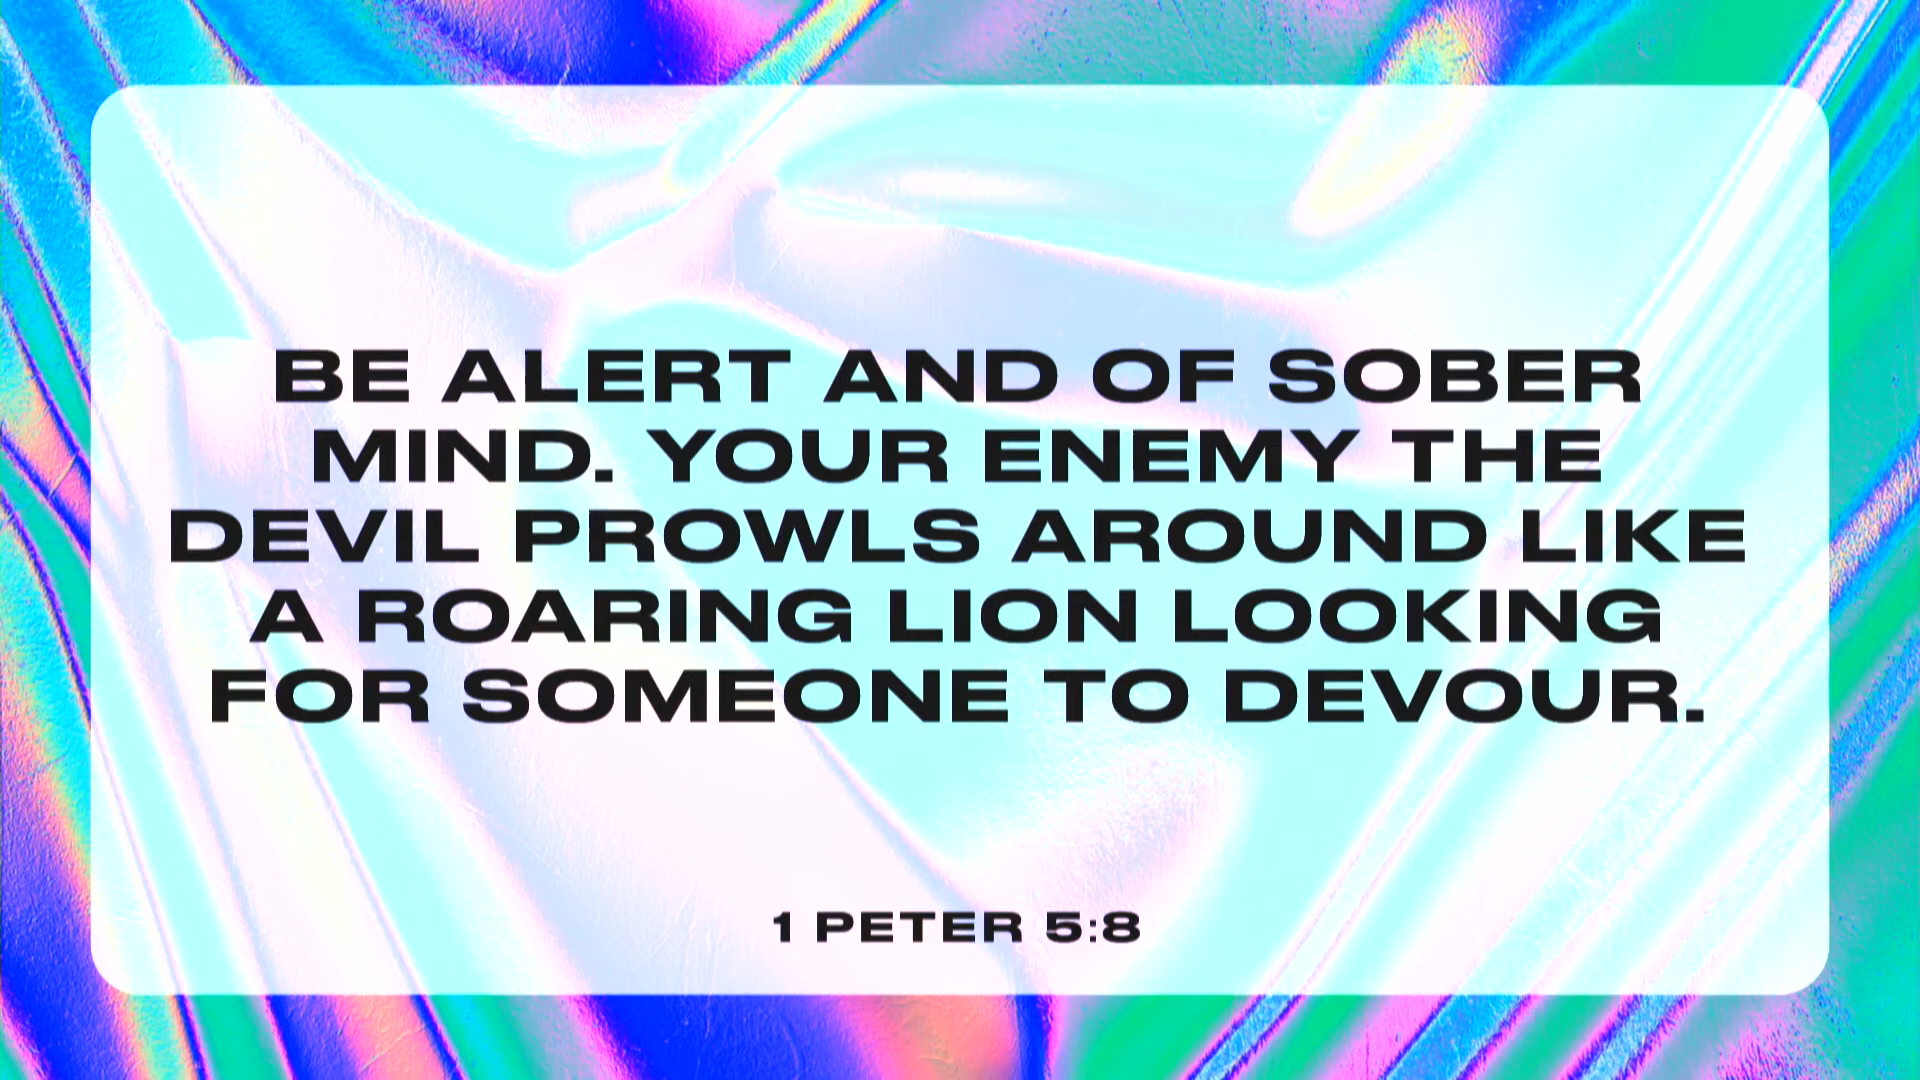 BE ALERT AND OF SOBER
MIND. YOUR ENEMY THE
DEVIL PROWLS AROUND LIKE
A ROARING LION LOOKING
FOR SOMEONE TO DEVOUR.
1 PETER 5:8